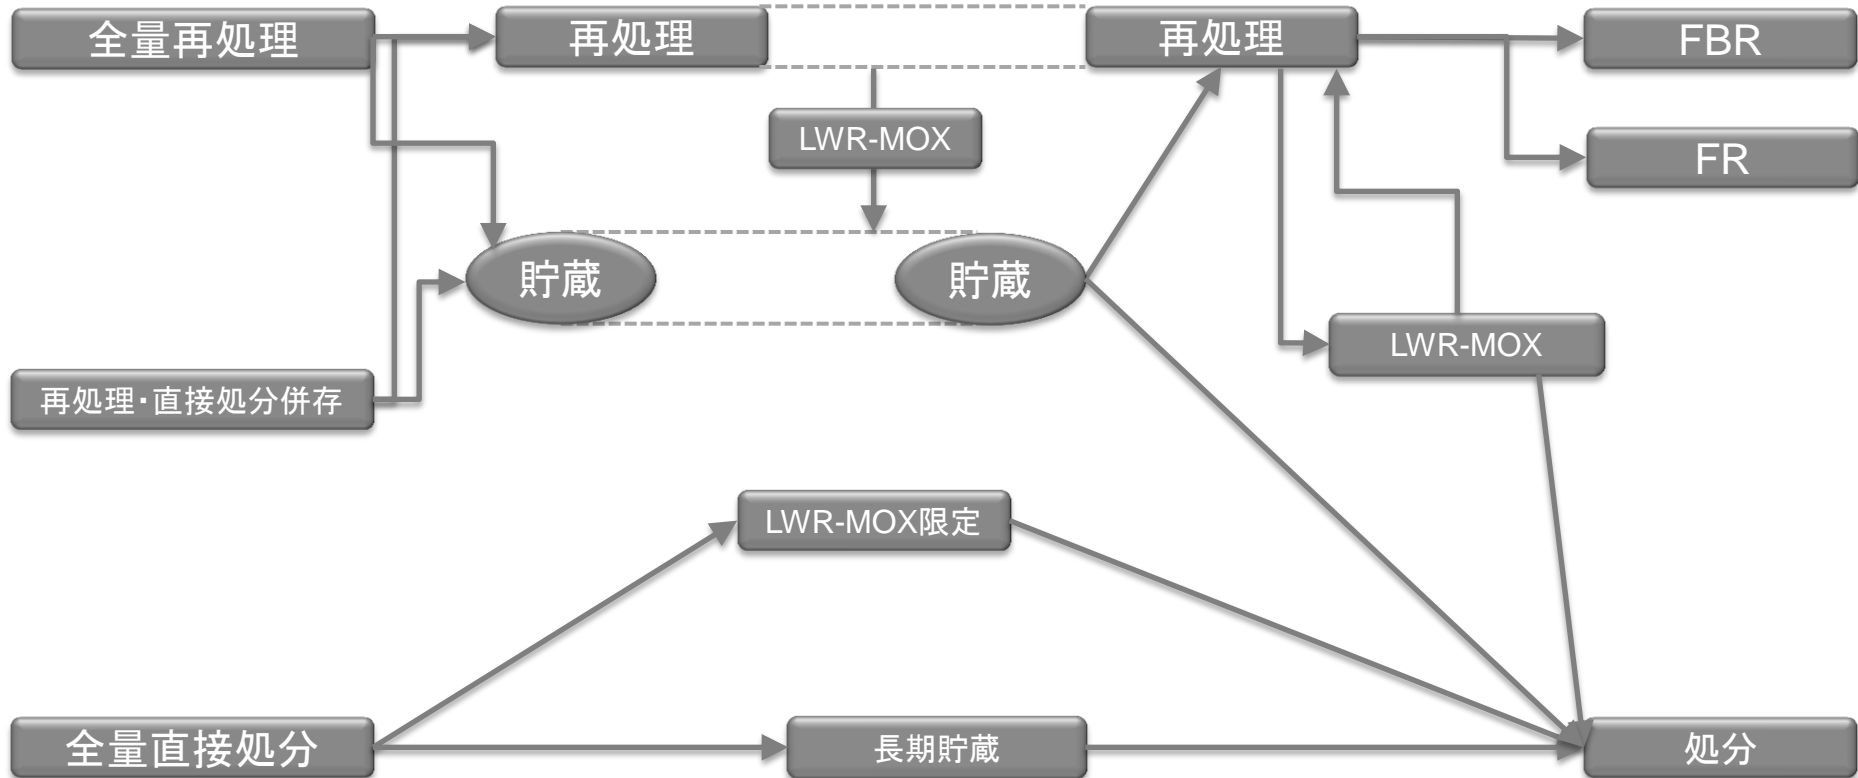 全量再処理
再処理
再処理
FBR
LWR-MOX
FR
貯蔵
貯蔵
LWR-MOX
再処理・直接処分併存
LWR-MOX限定
全量直接処分
長期貯蔵
処分